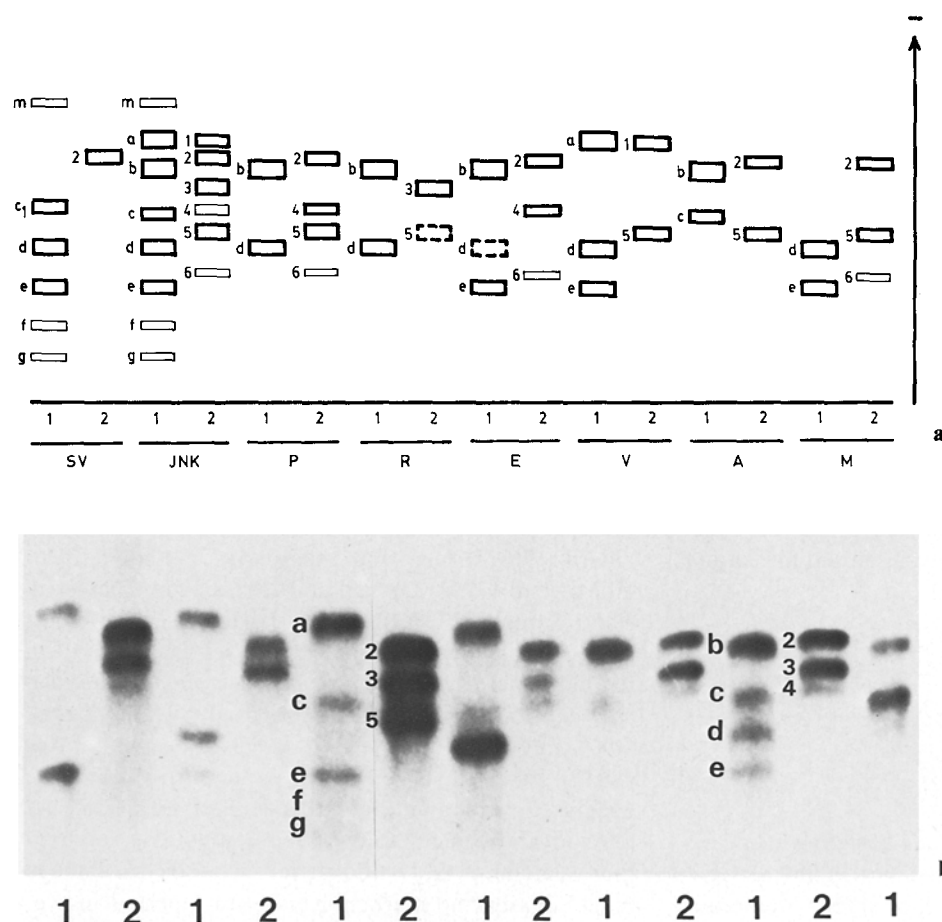 –
m m
a 1 a 1
2 2 2 2 2 2
b b b b b
3 3
c1 4 4 4
c c
5 5 5 5 5 5
d d d d d d d
6 6 6 6
e e e e e
f f
g g
1 2 1 2 1 2 1 2 1 2 1 2 1 2 1 2
a
SV JNK P R E V A M
a
2 b 2
3 3
4
c c
5 d
e e
f
g
1 2 1 2 1 2 1 2 1 2 1 2 1